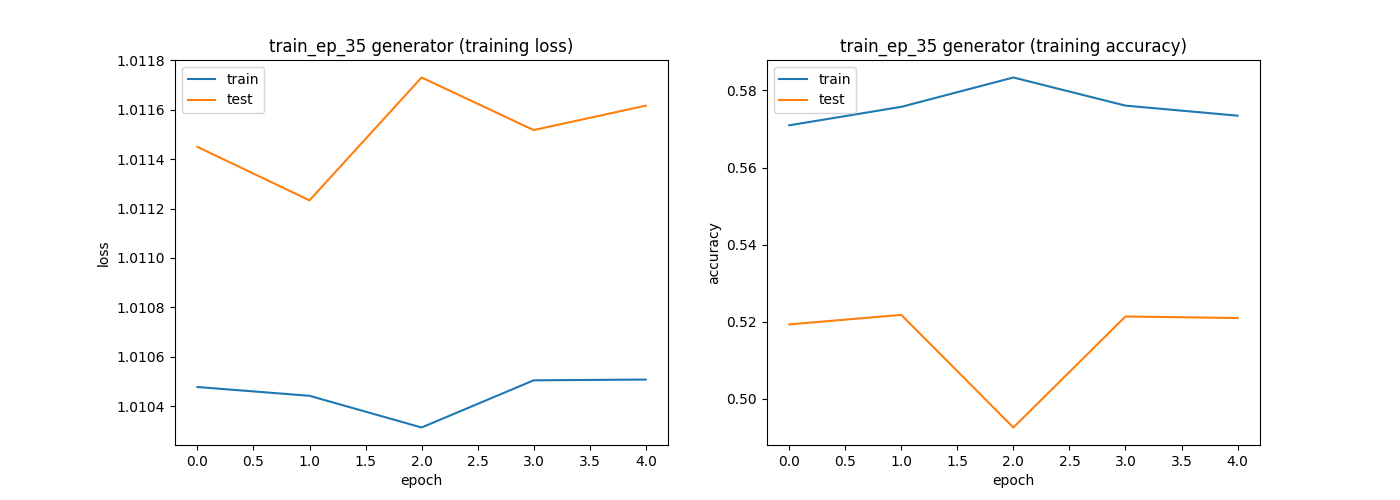 train_ep_35 generator (training loss)
train
test
1.0118
1.0116
1.0114
1.0112
1.0110
1.0108
1.0106
1.0104
loss
0.0 0.5 1.0 1.5 2.0 2.5 3.0 3.5 4.0
epoch
train_ep_35 generator (training accuracy)
train
test
0.58
0.56
0.54
0.52
0.50
accuracy
0.0 0.5 1.0 1.5 2.0 2.5 3.0 3.5 4.0
epoch